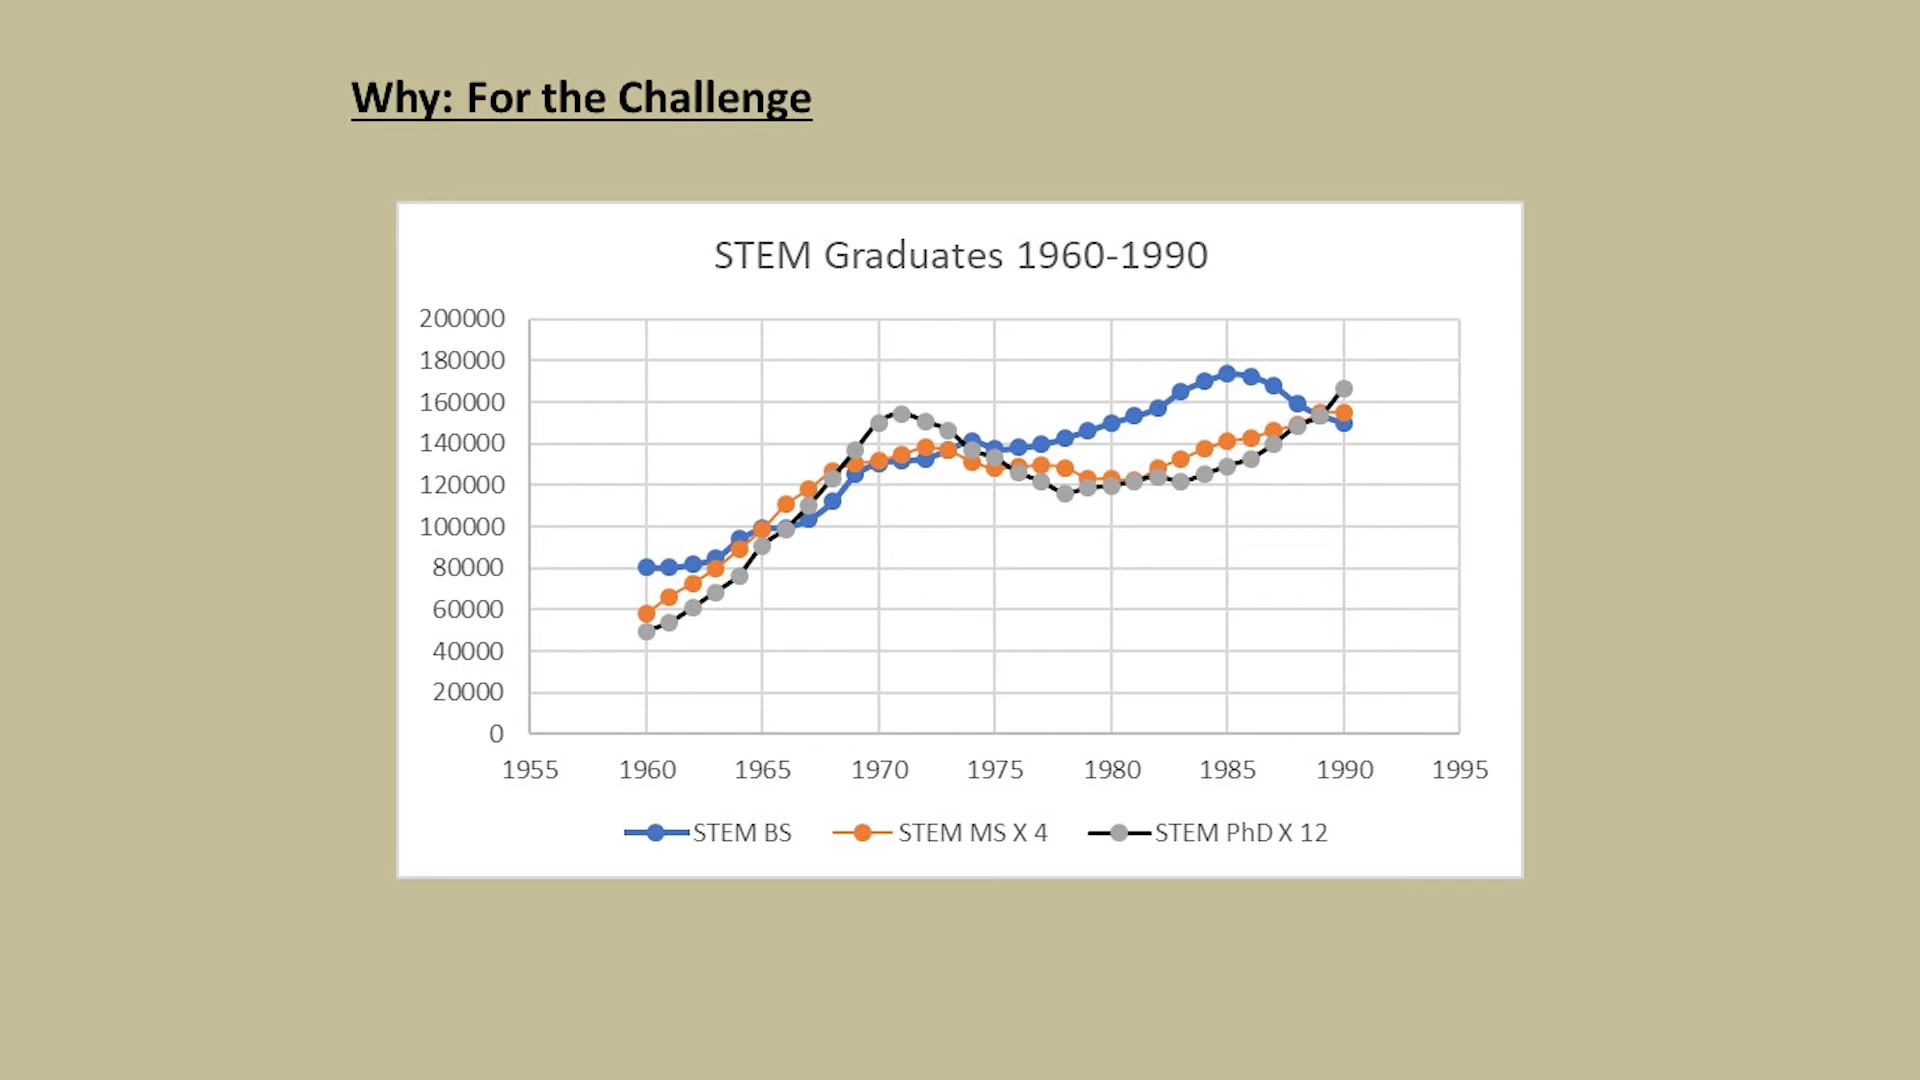 Why: For the Challenge
STEM Graduates 1960-1990
200000
180000
160000
140000
120000
100000
80000
60000
40000
20000
0
1955 1960 1965 1970 1975 1980 1985 1990 1995
STEM BS STEM MS X 4 STEM PhD X 12